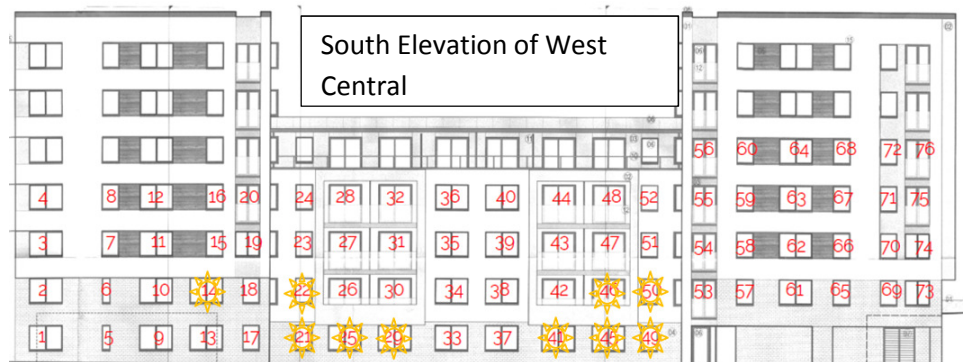 South Elevation of West
Central
56 60 64 68 72 76
4 8 12 16 20 24 28 32 36 40 44 48 52 55 59 63 67 71 75
3 7 11 15 19 23 27 31 35 39 43 47 51 54 58 62 66 70 74
2 6 10 14 18 22 26 30 34 38 42 46 50 53 57 61 65 69 73
1 5 9 13 17 21 25 29 33 37 41 45 49